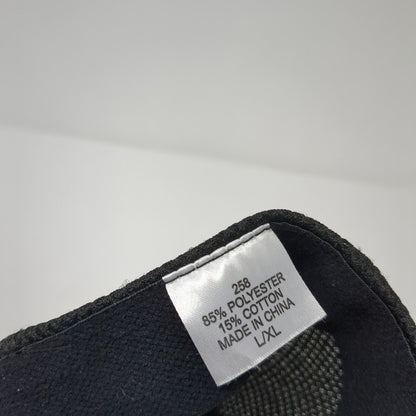 258
85% POLYESTER
15% COTTON
MADE IN CHINA
L/XL